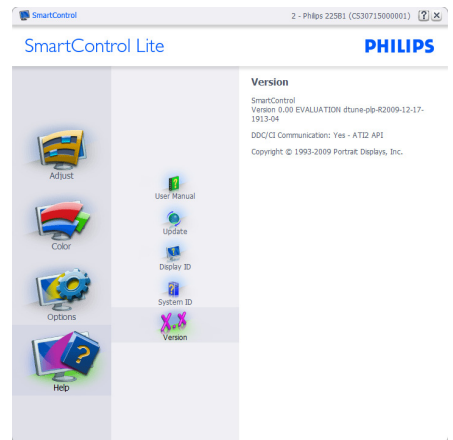 SmartControl
2 - Philips 225B1 (CS30715000001)
SmartControl Lite
PHILIPS
Adjust
Color
Options
Help
User Manual
Update
Display ID
System ID
X.X
Version
Version
SmartControl
Version 0.00 EVALUATION dtune-plp-R2009-12-17-
1913-04
DDC/CI Communication: Yes - ATI2 API
Copyright © 1993-2009 Portrait Displays, Inc.